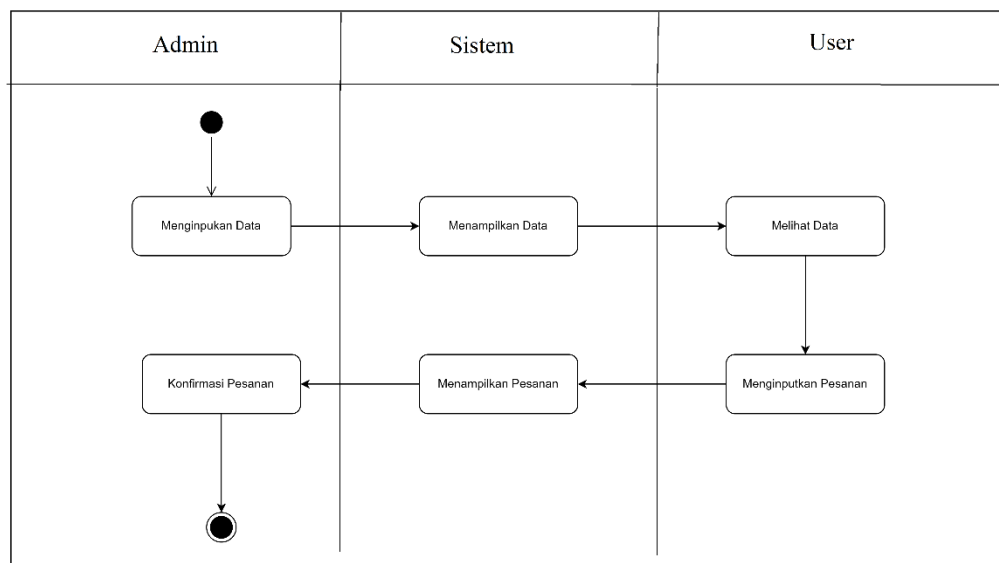 Admin
Sistem
User
Menginpukan Data
Menampilkan Data
Melihat Data
Konfirmasi Pesanan
Menampilkan Pesanan
Menginputkan Pesanan